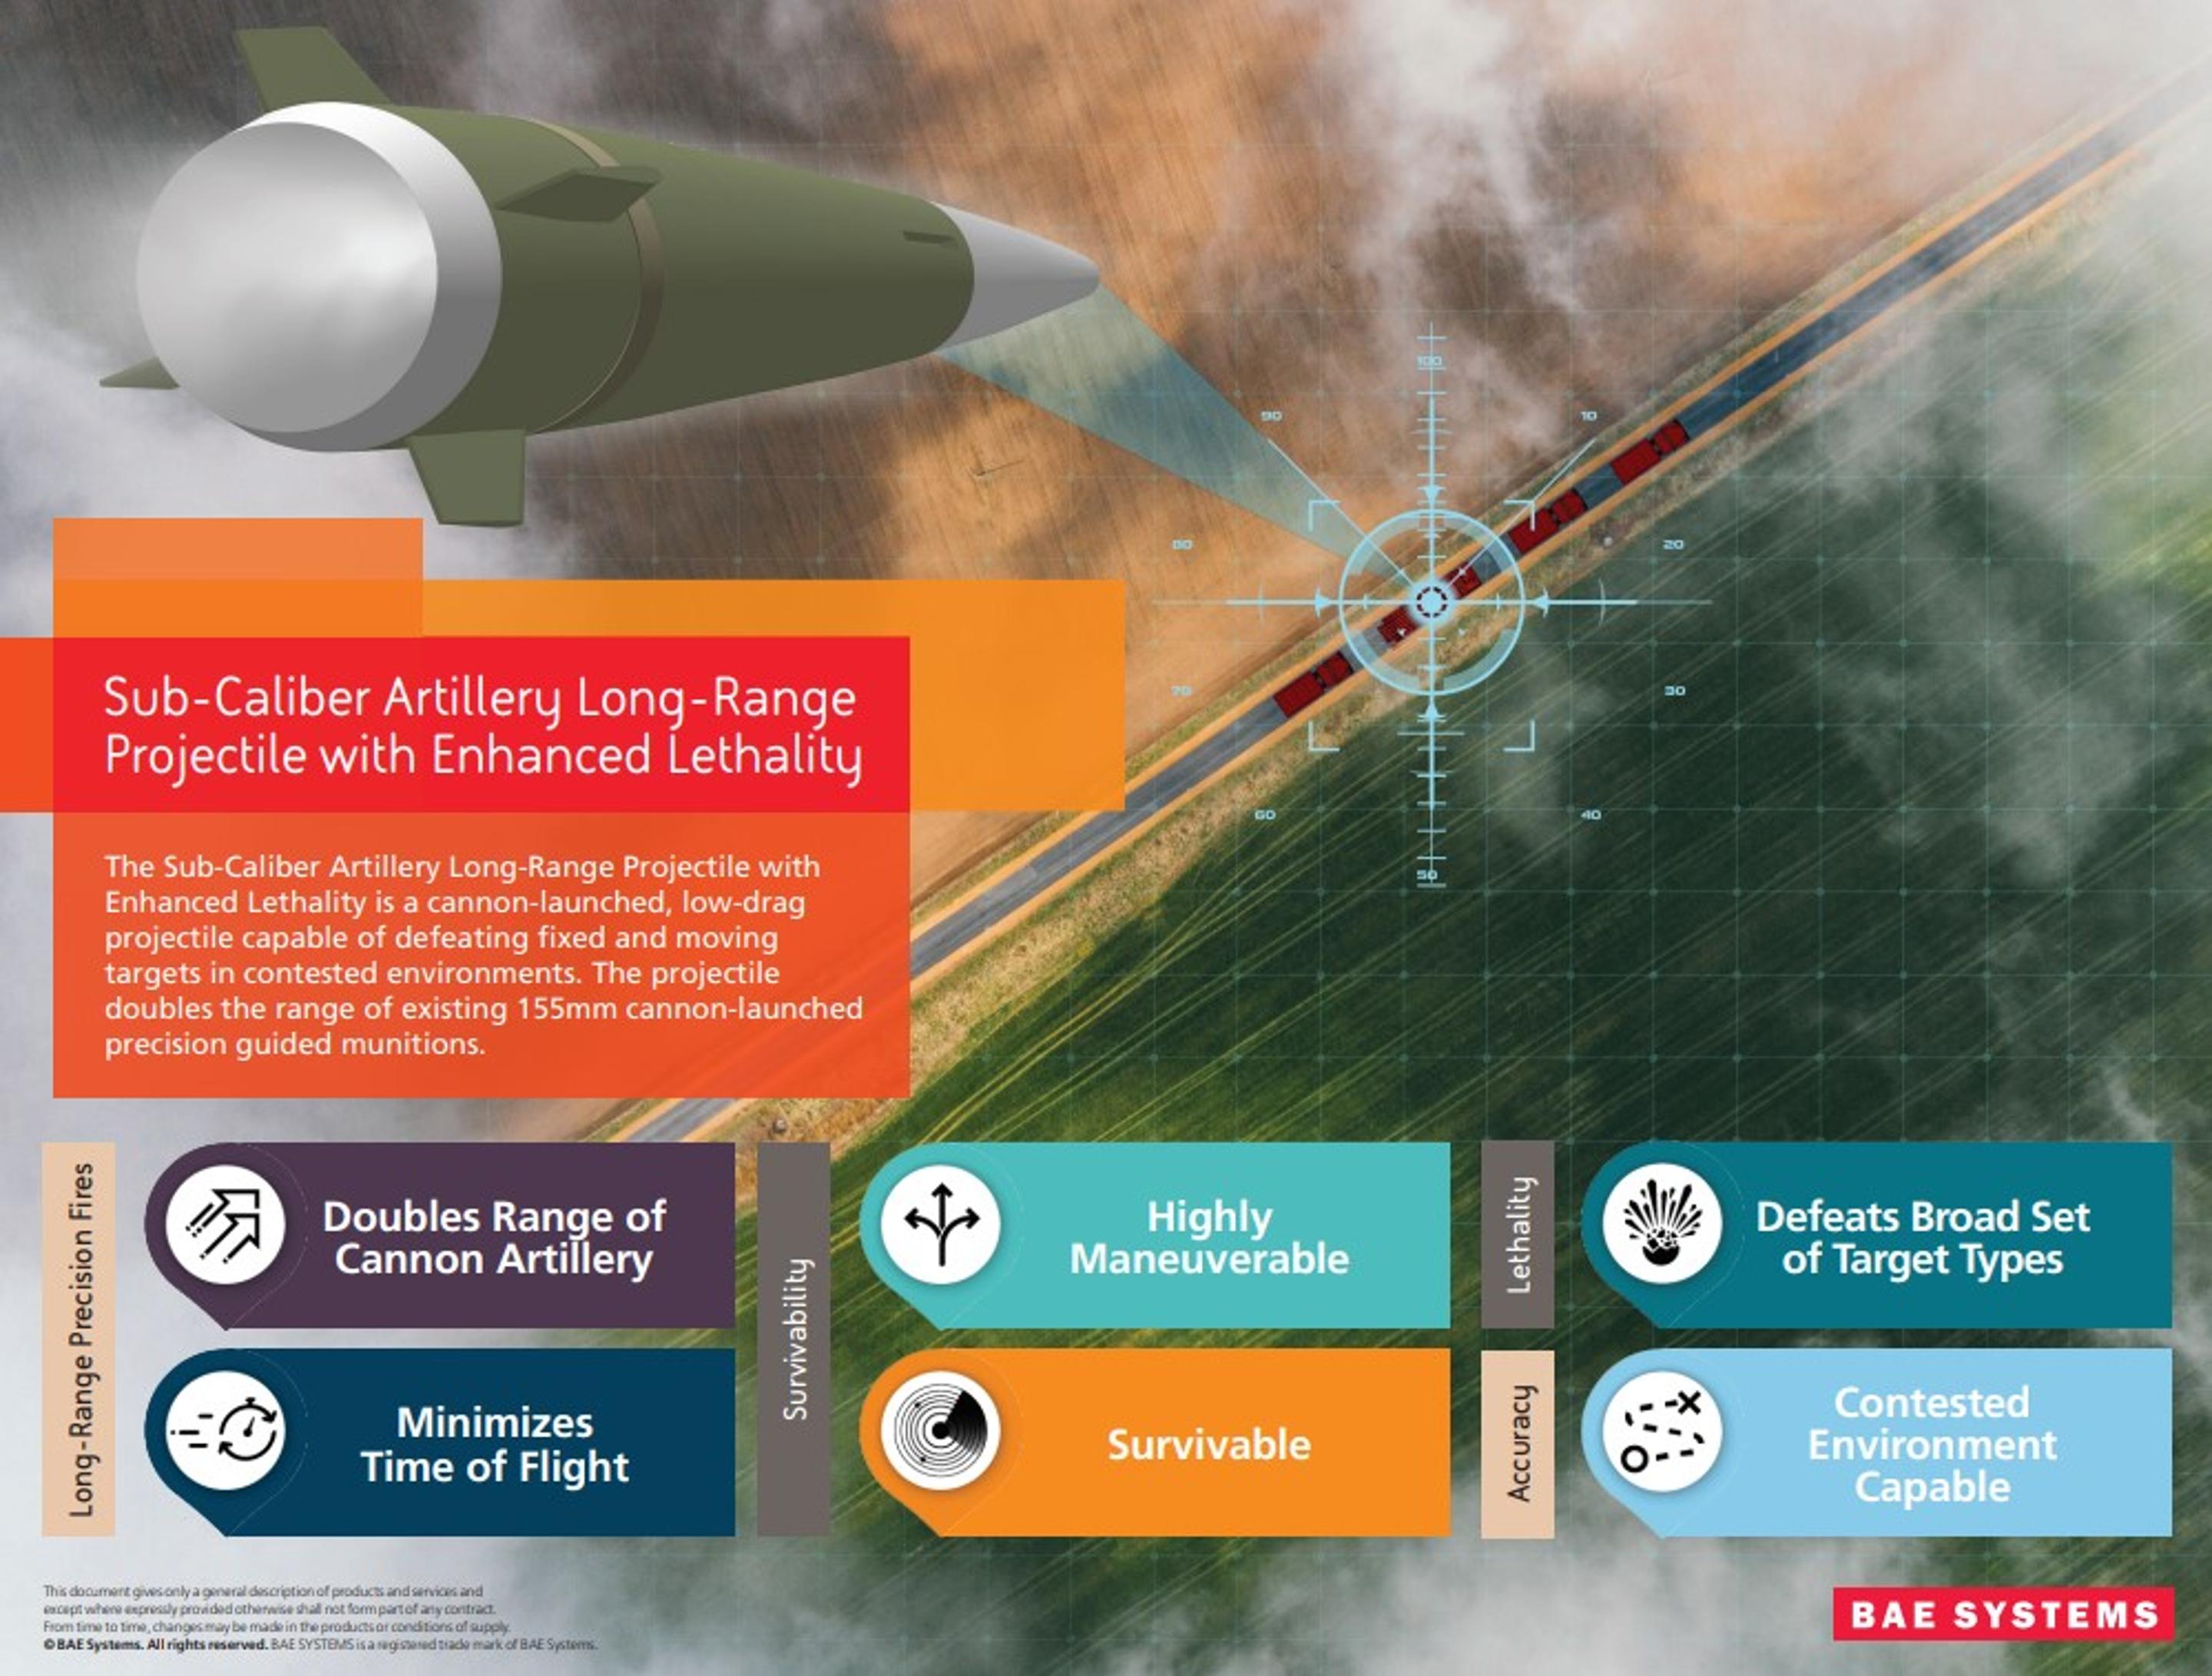 100
90
10
80
20
70
30
60
40
50
Sub-Caliber Artillery Long-Range
Projectile with Enhanced Lethality
The Sub-Caliber Artillery Long-Range Projectile with
Enhanced Lethality is a cannon-launched, low-drag
projectile capable of defeating fixed and moving
targets in contested environments. The projectile
doubles the range of existing 155mm cannon-launched
precision guided munitions.
Long-Range Precision Fires
Doubles Range of
Cannon Artillery
Minimizes
Time of Flight
Survivability
Highly
Maneuverable
Survivable
Lethality
Defeats Broad Set
of Target Types
Accuracy
Contested
Environment
Capable
This document gives only a general description of products and services and
except where expressly provided otherwise shall not form part of any contract.
From time to time, changes may be made in the products or conditions of supply.
© BAE Systems. All rights reserved. BAE SYSTEMS is a registered trade mark of BAE Systems.
BAE SYSTEMS